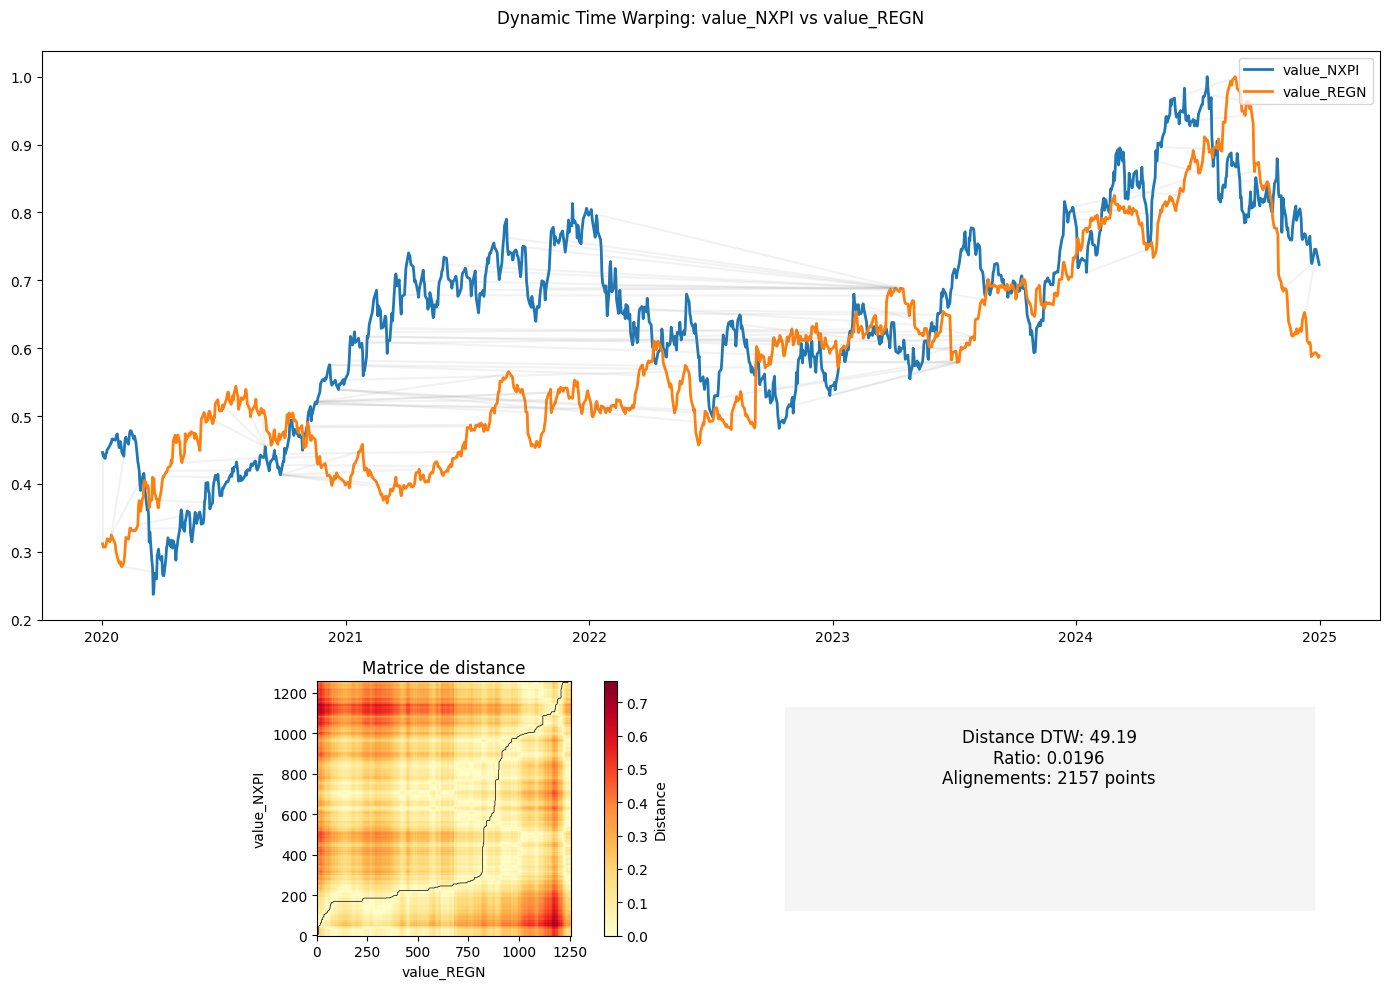 Dynamic Time Warping: value_NXPI vs value_REGN
value_NXPI
value_REGN
1.0
0.9
0.8
0.7
0.6
0.5
0.4
0.3
0.2
2020 2021 2022 2023 2024 2025
Matrice de distance
value_NXPI
1200
1000
800
600
400
200
0
0 250 500 750 1000 1250
value_REGN
0.7
0.6
0.5
0.4
0.3
0.2
0.1
0.0
Distance
Distance DTW: 49.19
Ratio: 0.0196
Alignements: 2157 points